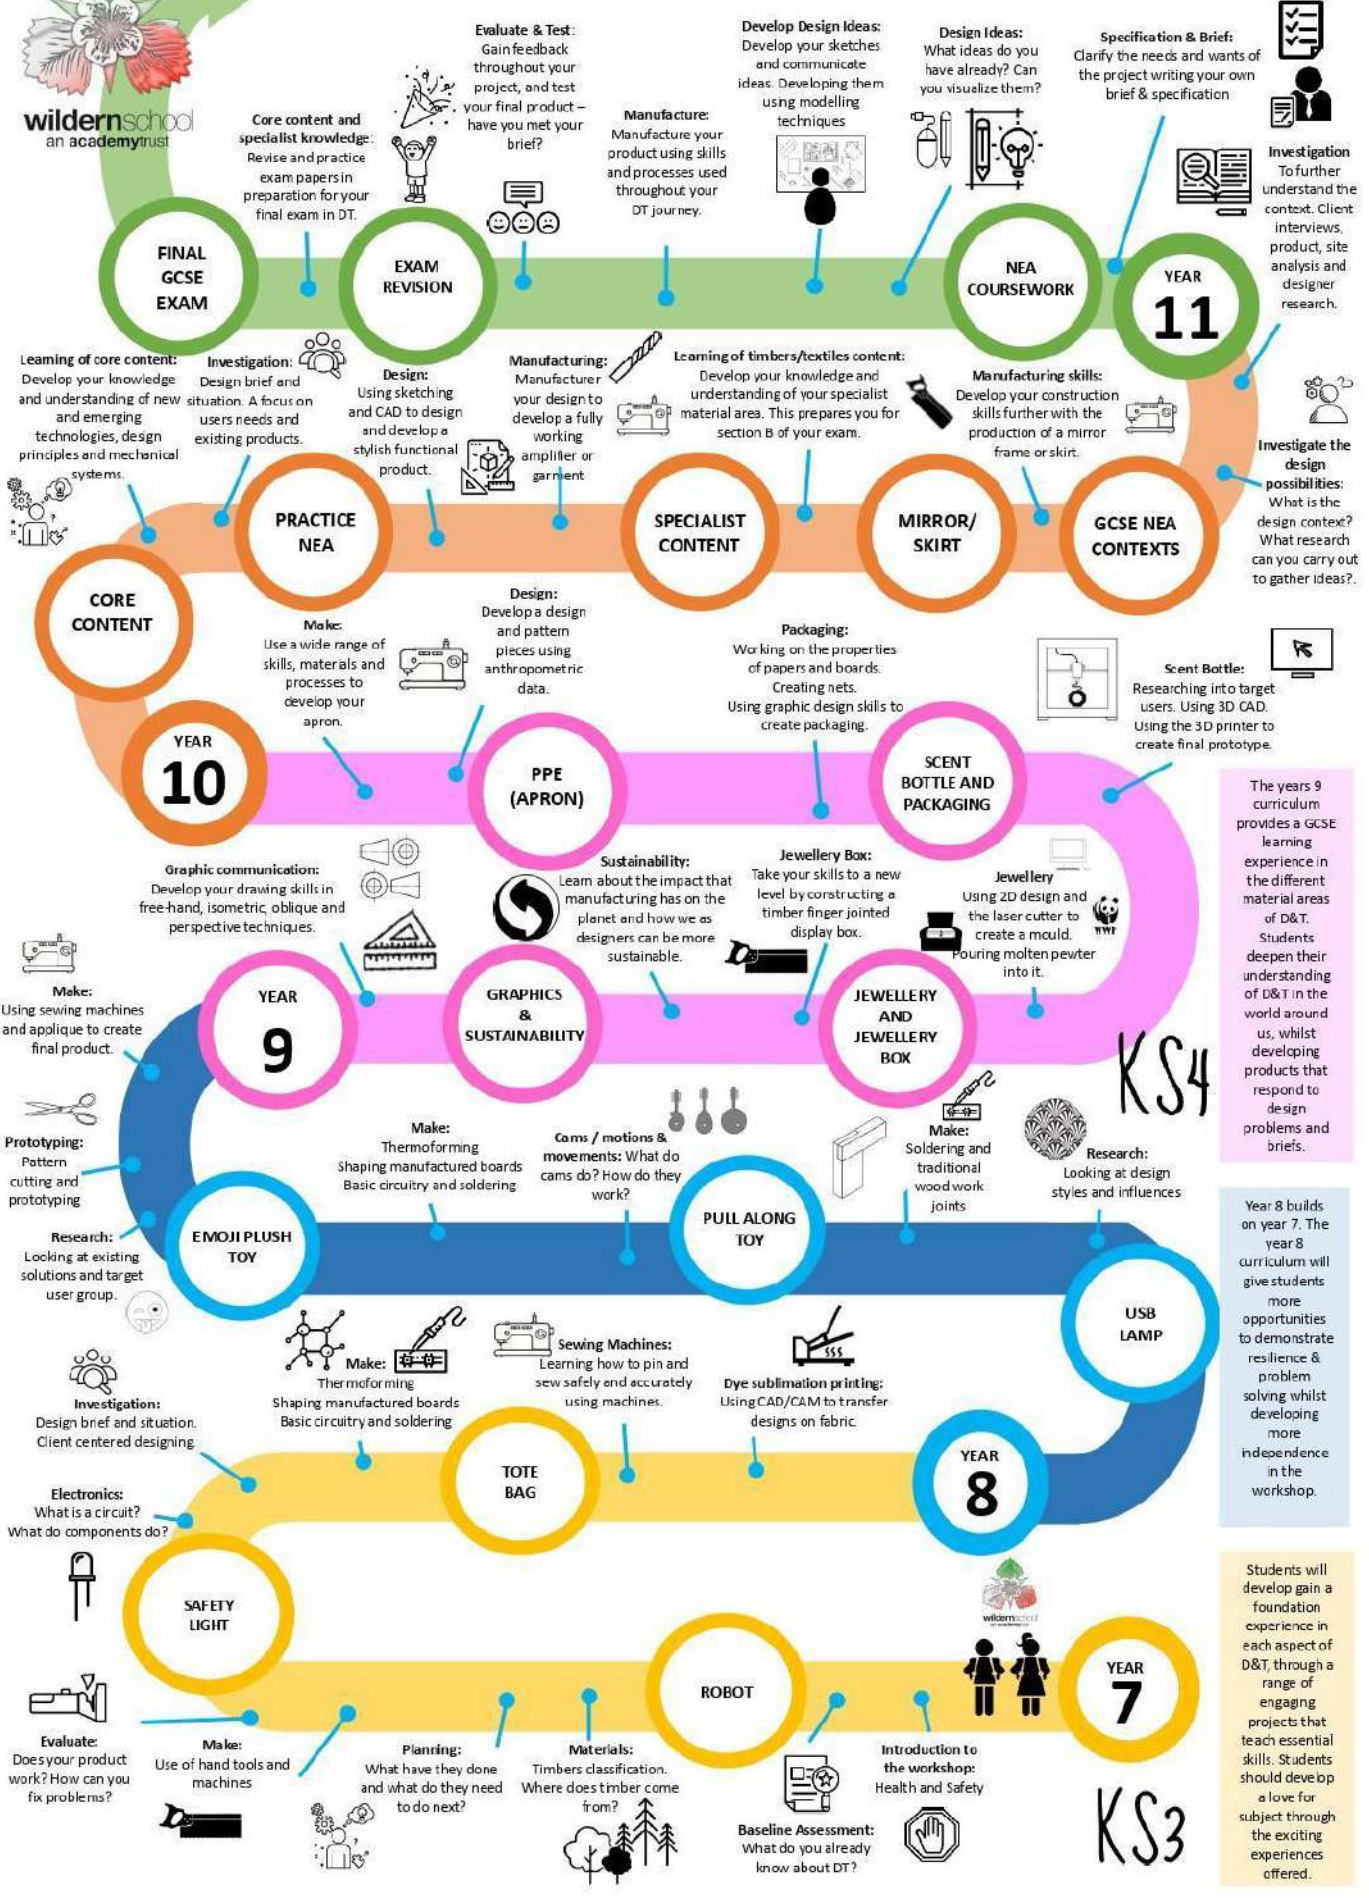 wildernschool
an academytrust
Core content and
specialist knowledge:
Revise and practice
exam papers in
preparation for your
final exam in DT.
Evaluate & Test:
Gain feedback
throughout your
project, and test
your final product –
have you met your
brief?
Manufacture:
Manufacture your
product using skills
and processes used
throughout your
DT journey.
Develop Design Ideas:
Develop your sketches
and communicate
ideas. Developing them
using modelling
techniques
Design Ideas:
What ideas do you
have already? Can
you visualize them?
Specification & Brief:
Clarify the needs and wants of
the project writing your own
brief & specification
Investigation
To further
understand the
context. Client
interviews,
product, site
analysis and
designer
research.
FINAL
GCSE
EXAM
EXAM
REVISION
NEA
COURSEWORK
YEAR
11
Learning of core content:
Develop your knowledge
and understanding of new
and emerging
technologies, design
principles and mechanical
systems.
Investigation:
Design brief and
situation. A focus on
users needs and
existing products.
Design:
Using sketching
and CAD to design
and develop a
stylish functional
product.
Manufacturing:
Manufacturer
your design to
develop a fully
working
amplifier or
garment
Learning of timbers/textiles content:
Develop your knowledge and
understanding of your specialist
material area. This prepares you for
section B of your exam.
Manufacturing skills:
Develop your construction
skills further with the
production of a mirror
frame or skirt.
Investigate the
design
possibilities:
What is the
design context?
What research
can you carry out
to gather ideas?.
CORE
CONTENT
PRACTICE
NEA
SPECIALIST
CONTENT
MIRROR/
SKIRT
GCSE NEA
CONTEXTS
Make:
Use a wide range of
skills, materials and
processes to
develop your
apron.
Design:
Develop a design
and pattern
pieces using
anthropometric
data.
Packaging:
Working on the properties
of papers and boards.
Creating nets.
Using graphic design skills to
create packaging.
Scent Bottle:
Researching into target
users. Using 3D CAD.
Using the 3D printer to
create final prototype.
YEAR
10
PPE
(APRON)
SCENT
BOTTLE AND
PACKAGING
The years 9
curriculum
provides a GCSE
learning
experience in
the different
material areas
of D&T.
Students
deepen their
understanding
of D&T in the
world around
us, whilst
developing
products that
respond to
design
problems and
briefs.
Graphic communication:
Develop your drawing skills in
free-hand, isometric, oblique and
perspective techniques.
Sustainability:
Learn about the impact that
manufacturing has on the
planet and how we as
designers can be more
sustainable.
Jewellery Box:
Take your skills to a new
level by constructing a
timber finger jointed
display box.
Jewellery
Using 2D design and
the laser cutter to
create a mould.
Pouring molten pewter
into it.
WWF
Make:
Using sewing machines
and applique to create
final product.
YEAR
9
GRAPHICS
&
SUSTAINABILITY
JEWELLERY
AND
JEWELLERY
BOX
KS4
Prototyping:
Pattern
cutting and
prototyping
Research:
Looking at existing
solutions and target
user group.
Make:
Thermoforming
Shaping manufactured boards
Basic circuitry and soldering
Cams / motions &
movements: What do
cams do? How do they
work?
Make:
Soldering and
traditional
wood work
joints
Research:
Looking at design
styles and influences
EMOJI PLUSH
TOY
PULL ALONG
TOY
USB
LAMP
Year 8 builds
on year 7. The
year 8
curriculum will
give students
more
opportunities
to demonstrate
resilience &
problem
solving whilst
developing
more
independence
in the
workshop.
Investigation:
Design brief and situation.
Client centered designing.
Make:
Thermoforming
Shaping manufactured boards
Basic circuitry and soldering
Sewing Machines:
Learning how to pin and
sew safely and accurately
using machines.
Dye sublimation printing:
Using CAD/CAM to transfer
designs on fabric.
Electronics:
What is a circuit?
What do components do?
TOTE
BAG
YEAR
8
SAFETY
LIGHT
wildernschool
an academytrust
ROBOT
YEAR
7
Students will
develop gain a
foundation
experience in
each aspect of
D&T, through a
range of
engaging
projects that
teach essential
skills. Students
should develop
a love for
subject through
the exciting
experiences
offered.
Evaluate:
Does your product
work? How can you
fix problems?
Make:
Use of hand tools and
machines
Planning:
What have they done
and what do they need
to do next?
Materials:
Timbers classification.
Where does timber come
from?
Baseline Assessment:
What do you already
know about DT?
Introduction to
the workshop:
Health and Safety
KS3